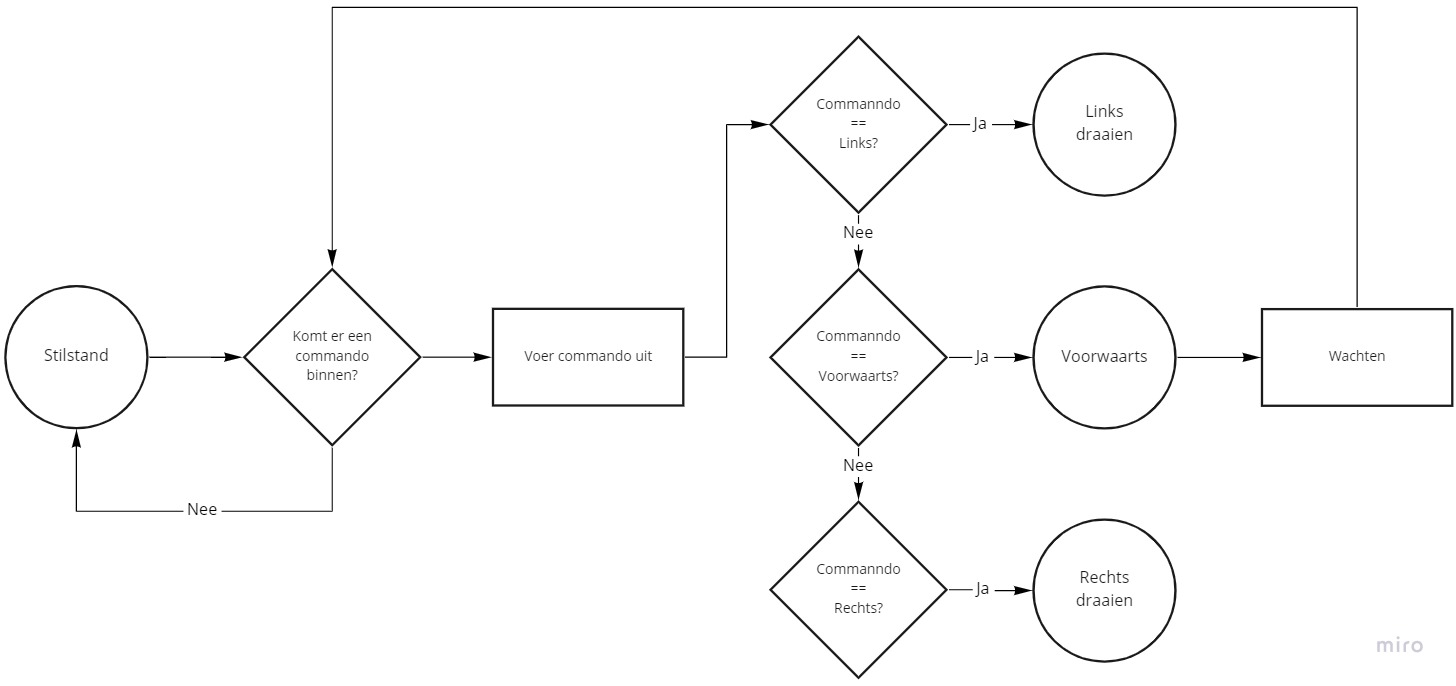 Stilstand
Komt er een
commando
binnen?
Nee
Voer commando uit
Commanndo
==
Links?
Ja
Links
draaien
Nee
Commanndo
==
Voorwaarts?
Ja
Voorwaarts
Wachten
Nee
Commanndo
==
Rechts?
Ja
Rechts
draaien
miro